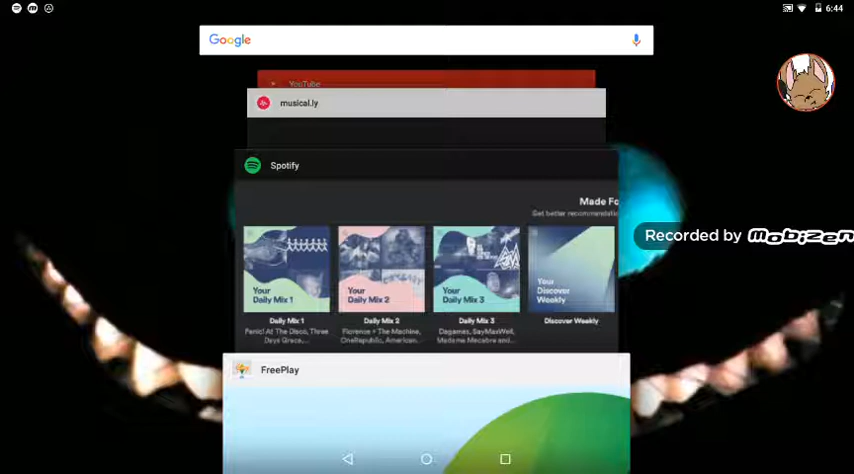 6:44
Google
YouTube
musical.ly
Spotify
Made Fo
Get better recommendatio
Your
Daily Mix 1
Your
Daily Mix 2
Your
Daily Mix 3
Your
Discover
Weekly
Daily Mix 1
Panic! At The Disco, Three
Days Grace,
Daily Mix 2
Florence + The Machine,
OneRepublic, American...
Daily Mix 3
Dagames, SayMaxWell,
Madame Macabre and...
Discover Weekly
Recorded by mobizen
FreePlay